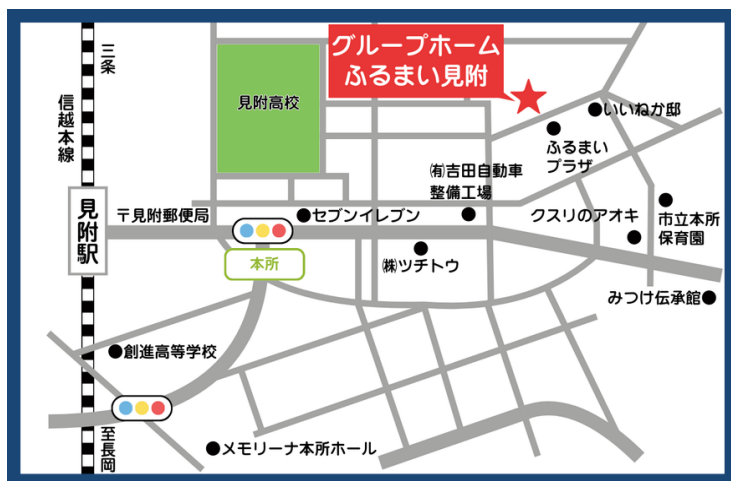 グループホーム
ふるまい見附
三条
信越本線
見附高校
いいねか邸
ふるまい
プラザ
㈲吉田自動車
整備工場
見附駅
〒見附郵便局
セブンイレブン
クスリのアオキ
市立本所
保育園
本所
㈱ツチトウ
みつけ伝承館
創進高等学校
至長岡
メモリーナ本所ホール